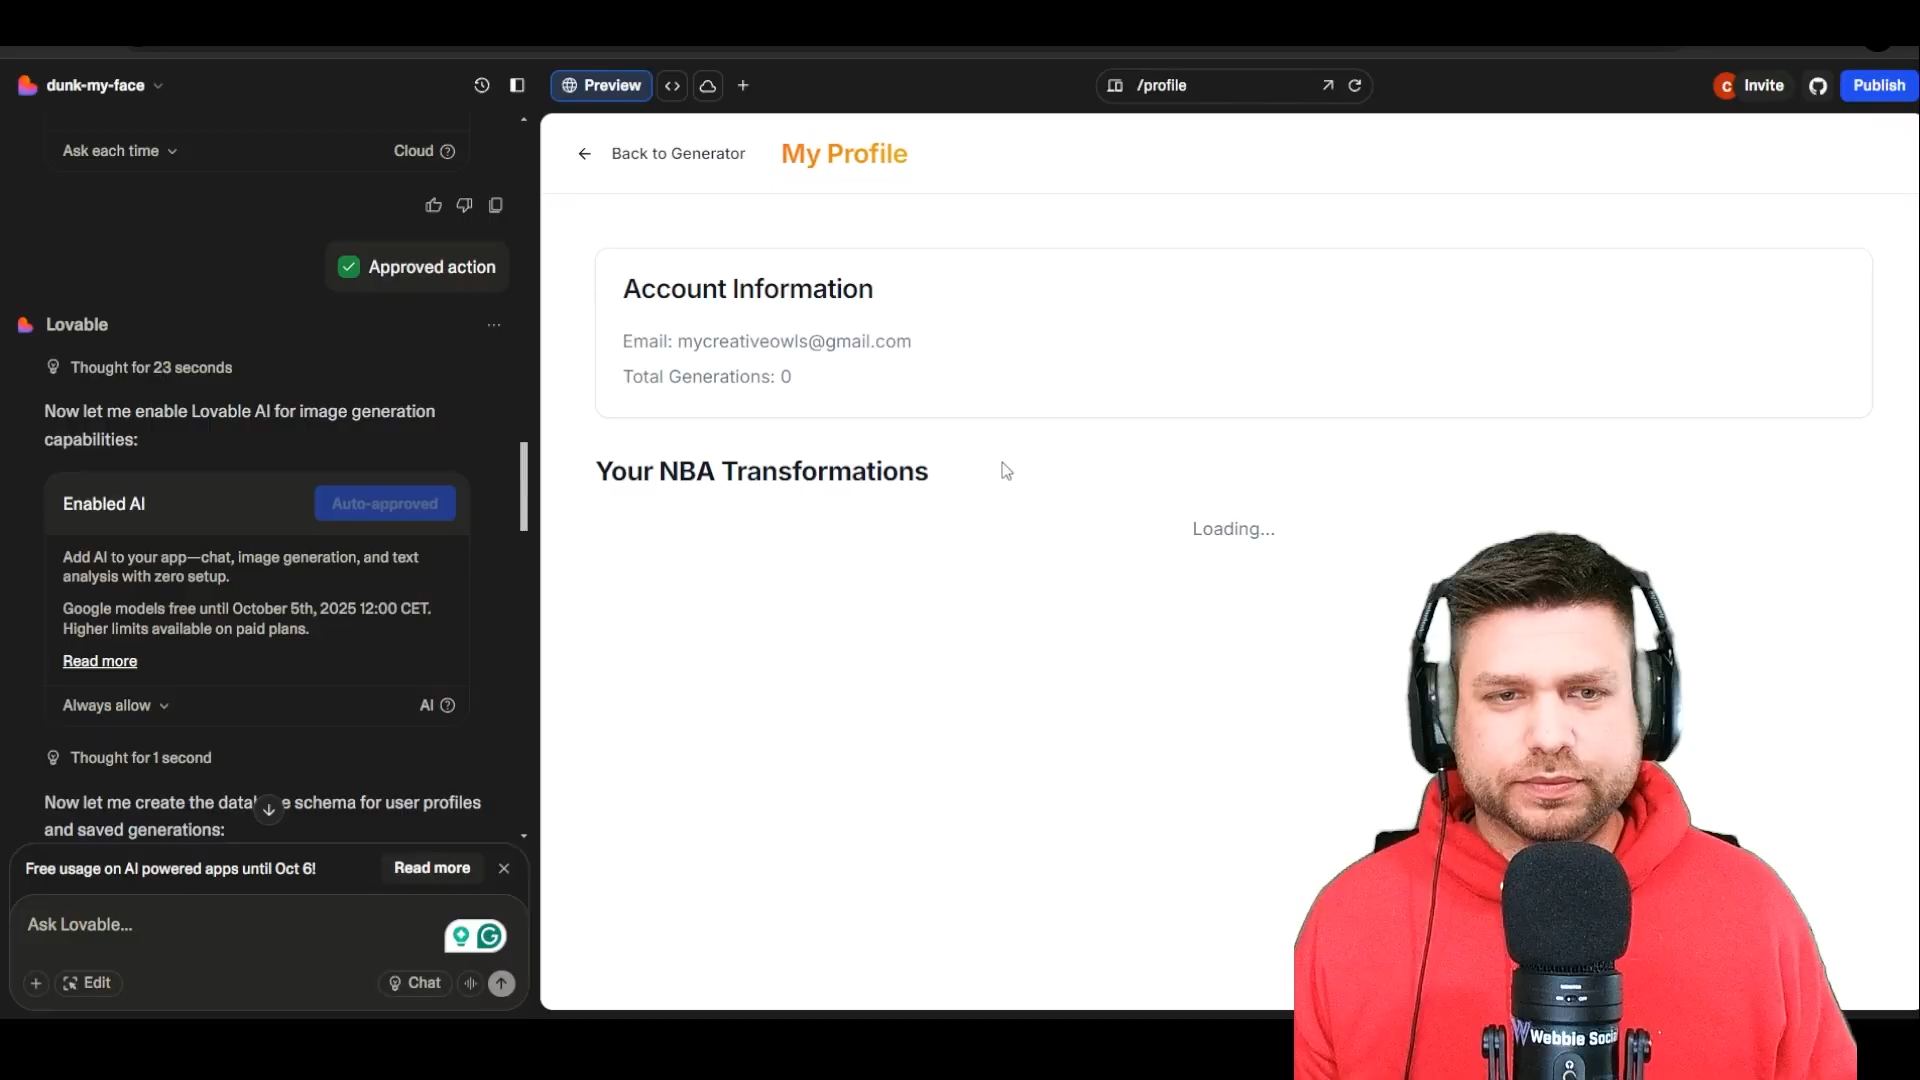 dunk-my-face
Preview
/profile
C
Invite
Publish
Ask each time
Cloud
Approved action
Lovable
Thought for 23 seconds
Now let me enable Lovable AI for image generation
capabilities:
Enabled AI
Auto-approved
Add AI to your app—chat, image generation, and text
analysis with zero setup.
Google models free until October 5th, 2025 12:00 CET.
Higher limits available on paid plans.
Read more
Always allow
AI
Thought for 1 second
Now let me create the schema for user profiles
and saved generations:
Free usage on AI powered apps until Oct 6!
Read more
Ask Lovable...
Edit
Chat
Back to Generator
My Profile
Account Information
Email: mycreativeowls@gmail.com
Total Generations: 0
Your NBA Transformations
Loading...
Webbie Social